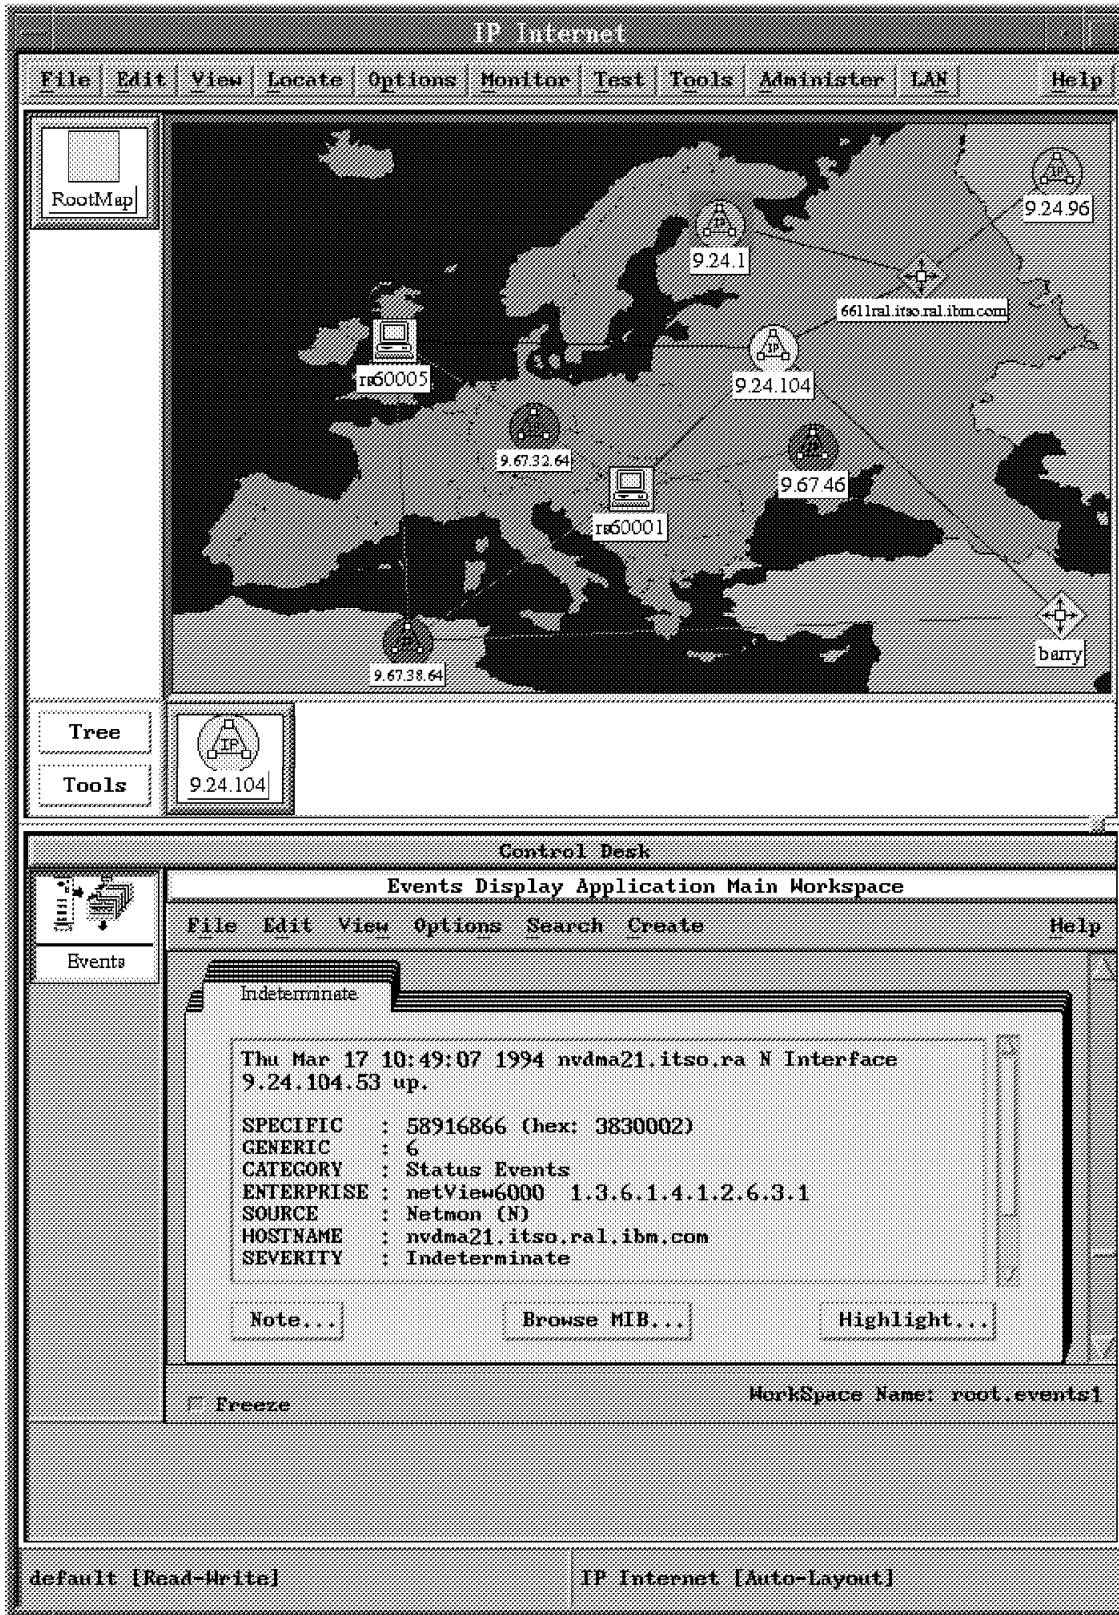 IP Internet
File Edit View Locate Options Monitor Test Tools Administer LAN Help
RootMap
9.24.96
9.24.1
6611ral.itso.ral.ibm.com
rs60005
9.24.104
9.67.32.64
9.67.46
rs60001
barry
9.67.38.64
Tree
Tools
9.24.104
Control Desk
Events Display Application Main Workspace
File Edit View Options Search Create Help
Events
Indeterminate
Thu Mar 17 10:49:07 1994 nvdma21.itso.ra N Interface
9.24.104.53 up.
SPECIFIC : 58916866 (hex: 3830002)
GENERIC : 6
CATEGORY : Status Events
ENTERPRISE : netView6000 1.3.6.1.4.1.2.6.3.1
SOURCE : Netmon (N)
HOSTNAME : nvdma21.itso.ral.ibm.com
SEVERITY : Indeterminate
Note... Browse MIB... Highlight...
Freeze
WorkSpace Name: root.events1
default [Read-Write]
IP Internet [Auto-Layout]